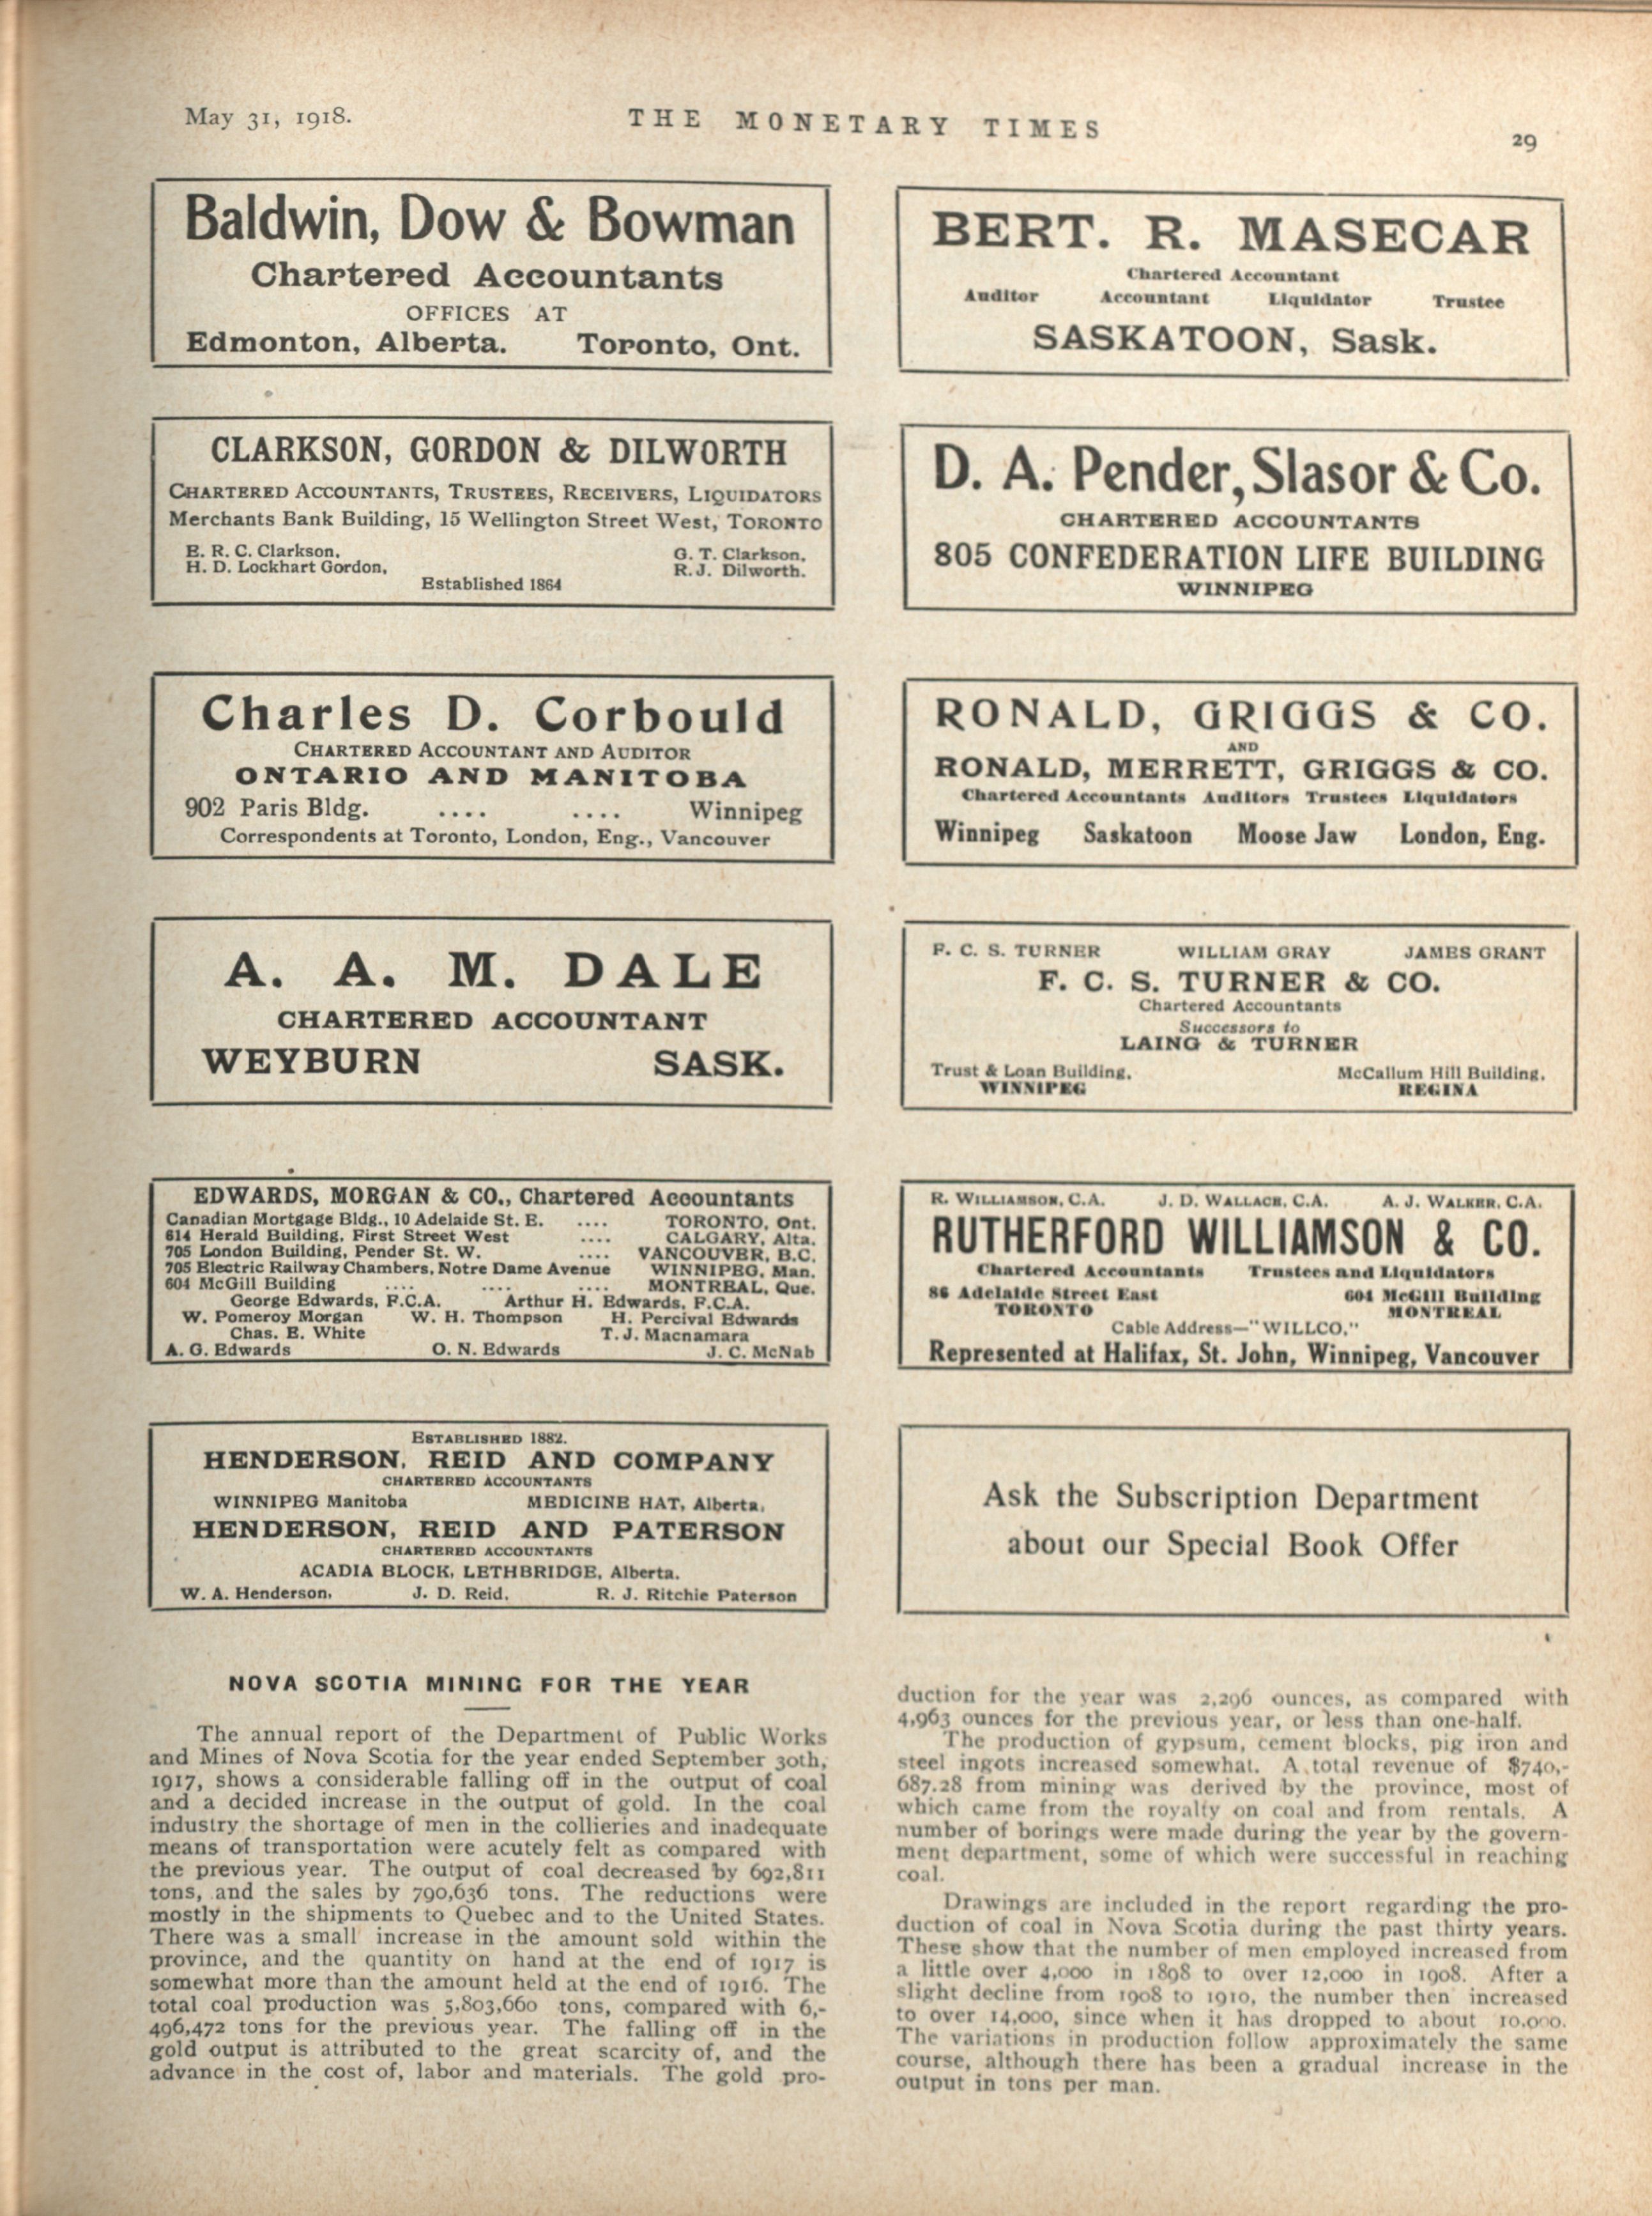 May 31, 1918.
THE MONETARY TIMES
29
Baldwin, Dow & Bowman
Chartered Accountants
OFFICES AT
Edmonton, Alberta. Toronto, Ont.
CLARKSON, GORDON & DILWORTH
CHARTERED ACCOUNTANTS, TRUSTEES, RECEIVERS, LIQUIDATORS
Merchants Bank Building, 15 Wellington Street West, TORONTO
E. R. C. Clarkson. G. T. Clarkson.
H. D. Lockhart Gordon, R. J. Dilworth.
Established 1864
Charles D. Corbould
CHARTERED ACCOUNTANT AND AUDITOR
ONTARIO AND MANITOBA
902 Paris Bldg. .... .... Winnipeg
Correspondents at Toronto, London, Eng., Vancouver
A. A. M. DALE
CHARTERED ACCOUNTANT
WEYBURN SASK.
EDWARDS, MORGAN & CO., Chartered Accountants
Canadian Mortgage Bldg., 10 Adelaide St. E. .... TORONTO, Ont.
614 Herald Building, First Street West .... CALGARY, Alta.
705 London Building, Pender St. W. .... VANCOUVER, B.C.
705 Electric Railway Chambers, Notre Dame Avenue WINNIPEG, Man.
604 McGill Building .... .... .... MONTREAL, Que.
George Edwards, F.C.A. Arthur H. Edwards, F.C.A.
W. Pomeroy Morgan W. H. Thompson H. Percival Edwards
Chas. E. White T. J. Macnamara
A. G. Edwards O. N. Edwards J. C. McNab
ESTABLISHED 1882.
HENDERSON, REID AND COMPANY
CHARTERED ACCOUNTANTS
WINNIPEG Manitoba MEDICINE HAT, Alberta.
HENDERSON, REID AND PATERSON
CHARTERED ACCOUNTANTS
ACADIA BLOCK, LETHBRIDGE, Alberta.
W. A. Henderson. J. D. Reid. R. J. Ritchie Paterson
BERT. R. MASECAR
Chartered Accountant
Auditor Accountant Liquidator Trustee
SASKATOON, Sask.
D. A. Pender, Slasor & Co.
CHARTERED ACCOUNTANTS
805 CONFEDERATION LIFE BUILDING
WINNIPEG
RONALD, GRIGGS & CO.
AND
RONALD, MERRETT, GRIGGS & CO.
Chartered Accountants Auditors Trustees Liquidators
Winnipeg Saskatoon Moose Jaw London, Eng.
F. C. S. TURNER WILLIAM GRAY JAMES GRANT
F. C. S. TURNER & CO.
Chartered Accountants
Successors to
LAING & TURNER
Trust & Loan Building. McCallum Hill Building.
WINNIPEG REGINA
R. WILLIAMSON, C.A. J. D. WALLACE, C.A. A. J. WALKER, C.A.
RUTHERFORD WILLIAMSON & CO.
Chartered Accountants Trustees and Liquidators
86 Adelaide Street East 604 McGill Building
TORONTO MONTREAL
Cable Address—"WILLCO."
Represented at Halifax, St. John, Winnipeg, Vancouver
Ask the Subscription Department
about our Special Book Offer
NOVA SCOTIA MINING FOR THE YEAR
The annual report of the Department of Public Works
and Mines of Nova Scotia for the year ended September 30th,
1917, shows a considerable falling off in the output of coal
and a decided increase in the output of gold. In the coal
industry the shortage of men in the collieries and inadequate
means of transportation were acutely felt as compared with
the previous year. The output of coal decreased by 692,811
tons, and the sales by 790,636 tons. The reductions were
mostly in the shipments to Quebec and to the United States.
There was a small increase in the amount sold within the
province, and the quantity on hand at the end of 1917 is
somewhat more than the amount held at the end of 1916. The
total coal production was 5,803,660 tons, compared with 6,-
496,472 tons for the previous year. The falling off in the
gold output is attributed to the great scarcity of, and the
advance in the cost of, labor and materials. The gold pro-
duction for the year was 2,296 ounces, as compared with
4,963 ounces for the previous year, or less than one-half.
The production of gypsum, cement blocks, pig iron and
steel ingots increased somewhat. A total revenue of $740,-
687.28 from mining was derived by the province, most of
which came from the royalty on coal and from rentals. A
number of borings were made during the year by the govern-
ment department, some of which were successful in reaching
coal.
Drawings are included in the report regarding the pro-
duction of coal in Nova Scotia during the past thirty years.
These show that the number of men employed increased from
a little over 4,000 in 1898 to over 12,000 in 1908. After a
slight decline from 1908 to 1910, the number then increased
to over 14,000, since when it has dropped to about 10,000.
The variations in production follow approximately the same
course, although there has been a gradual increase in the
output in tons per man.